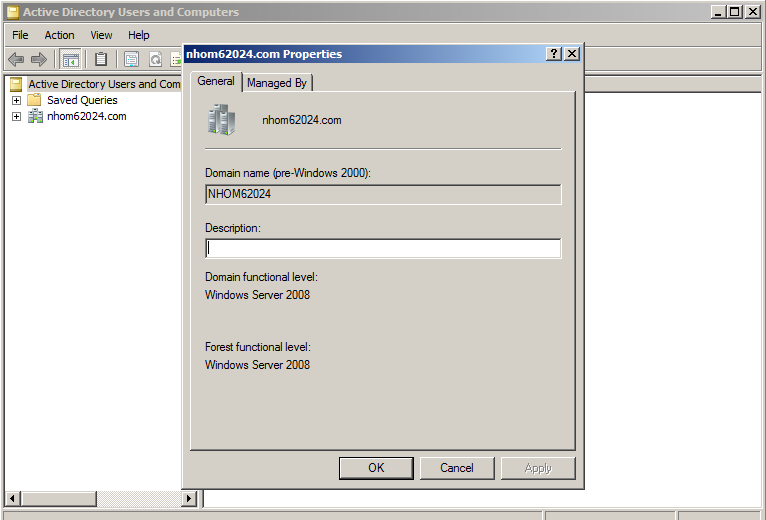 Active Directory Users and Computers
File Action View Help
Active Directory Users and Com
Saved Queries
nhom62024.com
nhom62024.com Properties
General Managed By
nhom62024.com
Domain name (pre-Windows 2000):
NHOM62024
Description:
Domain functional level:
Windows Server 2008
Forest functional level:
Windows Server 2008
OK Cancel Apply